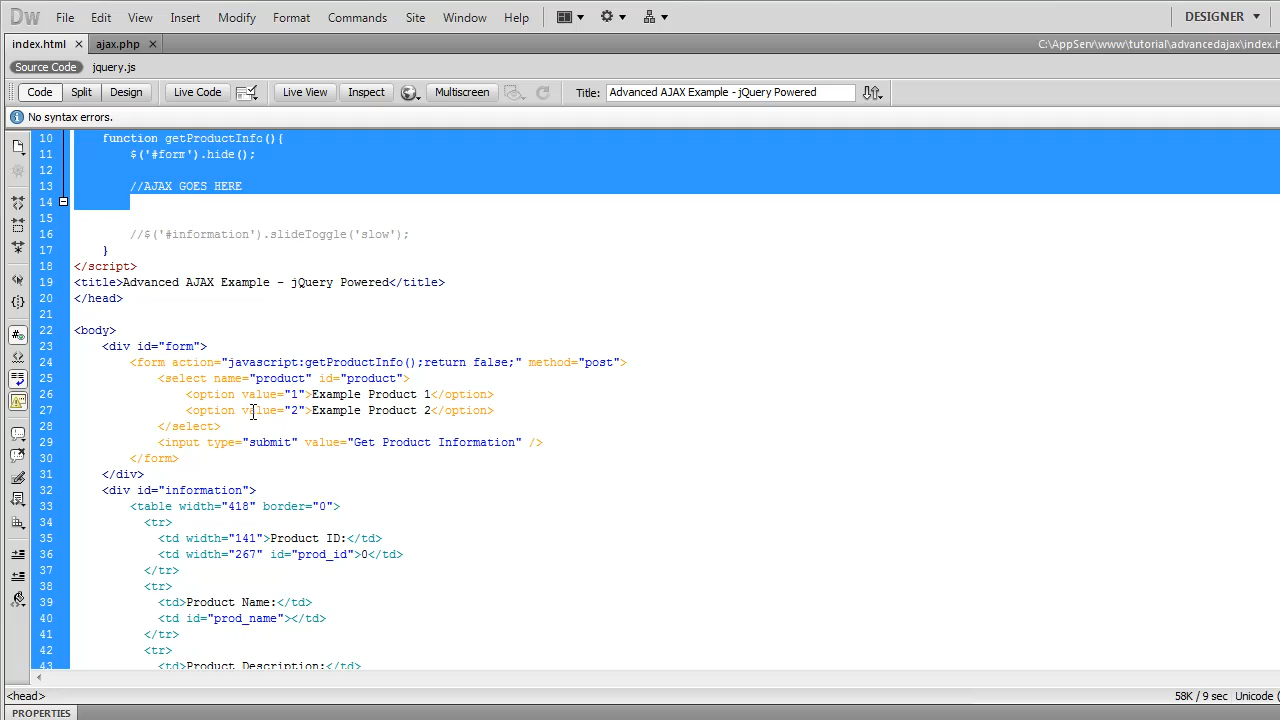 Dw File Edit View Insert Modify Format Commands Site Window Help DESIGNER
index.html ajax.php C:\AppServ\www\tutorial\advancedajax\index.h
Source Code jquery.js
Code Split Design Live Code Live View Inspect Multiscreen Title: Advanced AJAX Example - jQuery Powered
No syntax errors.
10 function getProductInfo(){
11 $('#form').hide();
12
13 //AJAX GOES HERE
14
15
16 //$('#information').slideToggle('slow');
17 }
18 </script>
19 <title>Advanced AJAX Example - jQuery Powered</title>
20 </head>
21
22 <body>
23 <div id="form">
24 <form action="javascript:getProductInfo();return false;" method="post">
25 <select name="product" id="product">
26 <option value="1">Example Product 1</option>
27 <option value="2">Example Product 2</option>
28 </select>
29 <input type="submit" value="Get Product Information" />
30 </form>
31 </div>
32 <div id="information">
33 <table width="418" border="0">
34 <tr>
35 <td width="141">Product ID:</td>
36 <td width="267" id="prod_id">0</td>
37 </tr>
38 <tr>
39 <td>Product Name:</td>
40 <td id="prod_name"></td>
41 </tr>
42 <tr>
43 <td>Product Description:</td>
<head> 58K / 9 sec Unicode (
PROPERTIES